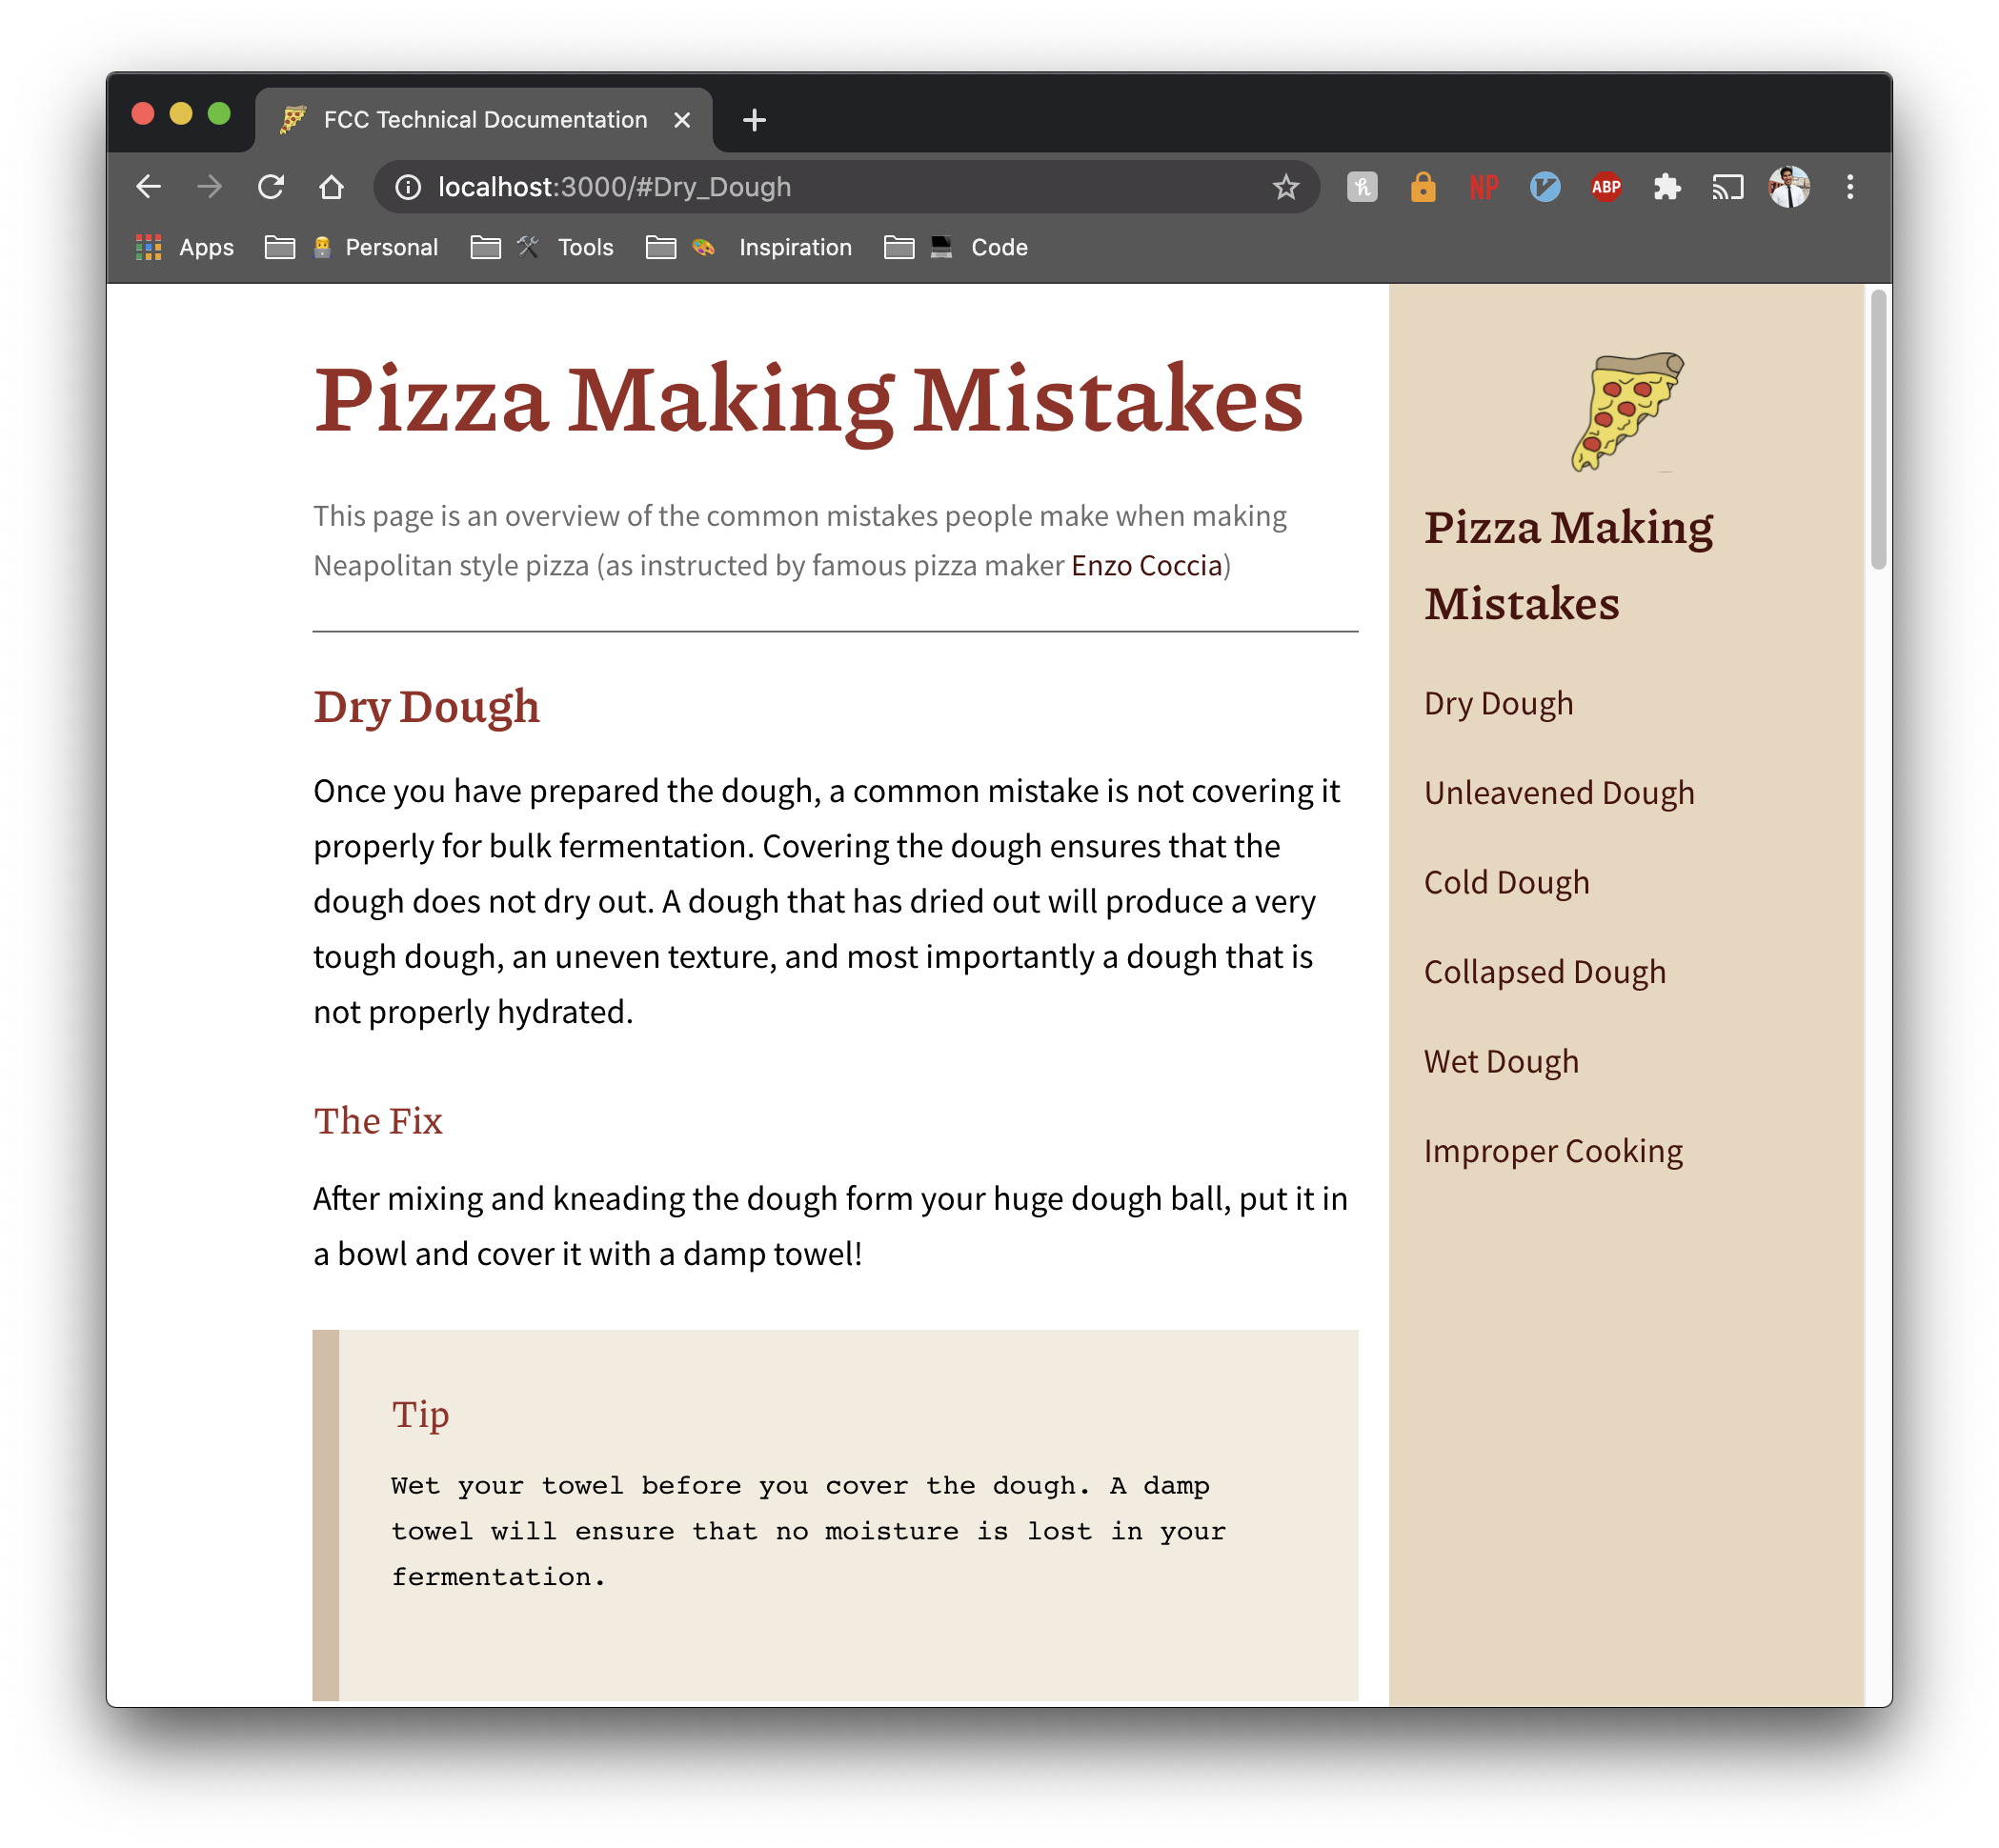 FCC Technical Documentation
localhost:3000/#Dry_Dough
NP
ABP
Apps
Personal
Tools
Inspiration
Code
Pizza Making Mistakes
This page is an overview of the common mistakes people make when making
Neapolitan style pizza (as instructed by famous pizza maker Enzo Coccia)
Dry Dough
Once you have prepared the dough, a common mistake is not covering it
properly for bulk fermentation. Covering the dough ensures that the
dough does not dry out. A dough that has dried out will produce a very
tough dough, an uneven texture, and most importantly a dough that is
not properly hydrated.
The Fix
After mixing and kneading the dough form your huge dough ball, put it in
a bowl and cover it with a damp towel!
Tip
Wet your towel before you cover the dough. A damp
towel will ensure that no moisture is lost in your
fermentation.
Pizza Making
Mistakes
Dry Dough
Unleavened Dough
Cold Dough
Collapsed Dough
Wet Dough
Improper Cooking